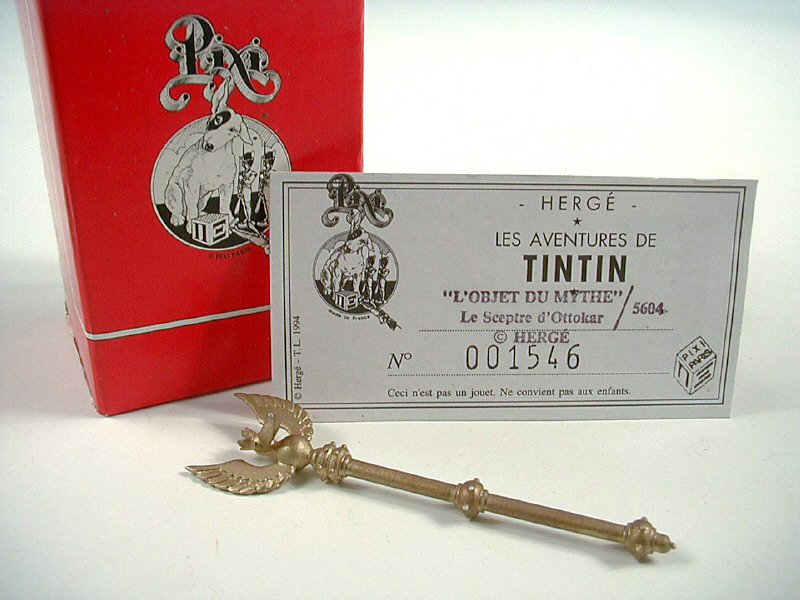 Pixi
© PIXI PARIS
Pixi
Made in France
© Hergé - T.L. 1994
- HERGÉ -
LES AVENTURES DE
TINTIN
"L'OBJET DU MYTHE" / 5604
Le Sceptre d'Ottokar
© HERGÉ
N° 001546
PIXI
PARIS
Ceci n'est pas un jouet. Ne convient pas aux enfants.